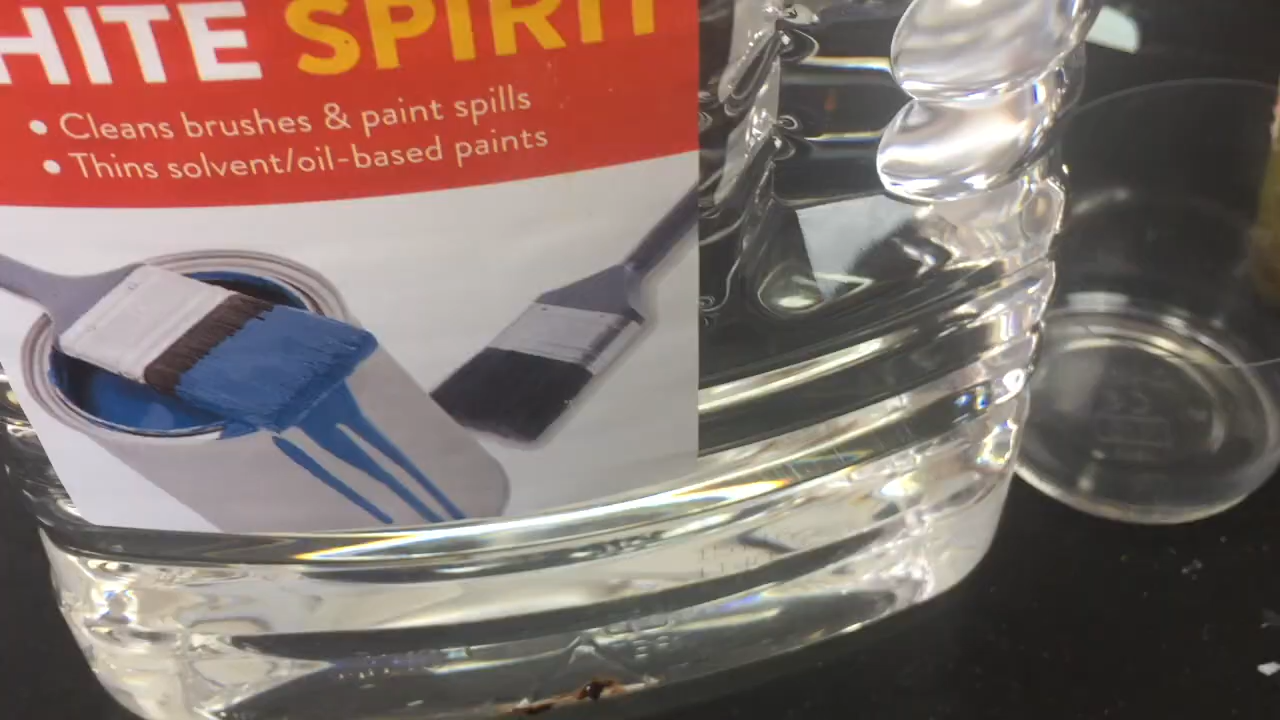 HITE SPIRIT
• Cleans brushes & paint spills
• Thins solvent/oil-based paints